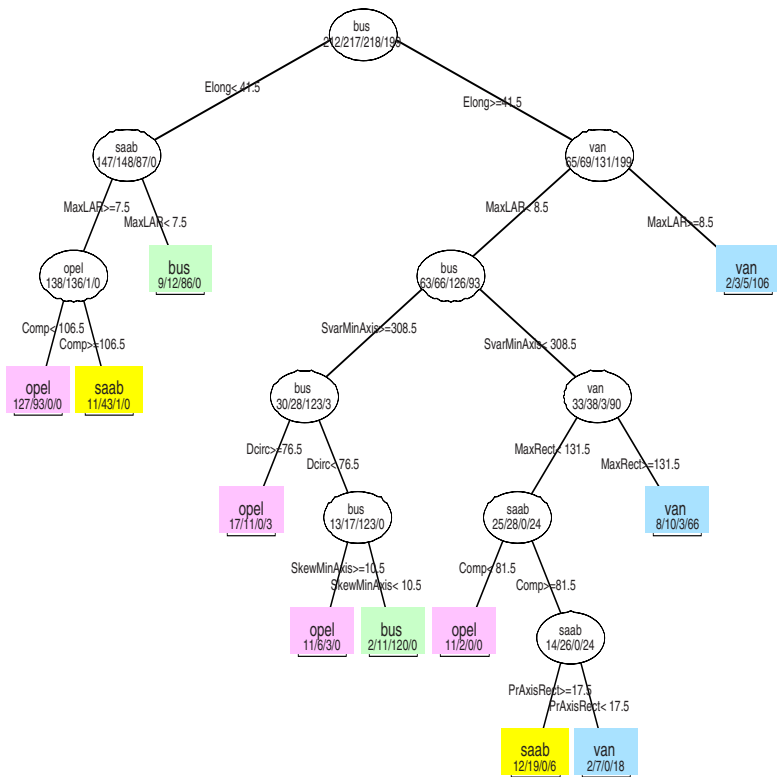 bus
212/217/218/199
Elong< 41.5
Elong>=41.5
saab
147/148/87/0
van
65/69/131/199
MaxLAR>=7.5
MaxLAR< 7.5
MaxLAR< 8.5
MaxLAR>=8.5
opel
138/136/1/0
bus
9/12/86/0
bus
63/66/126/93
van
2/3/5/106
Comp< 106.5
Comp>=106.5
SvarMinAxis>=308.5
SvarMinAxis< 308.5
opel
127/93/0/0
saab
11/43/1/0
bus
30/28/123/3
van
33/38/3/90
Dcirc>=76.5
Dcirc< 76.5
MaxRect< 131.5
MaxRect>=131.5
opel
17/11/0/3
bus
13/17/123/0
saab
25/28/0/24
van
8/10/3/66
SkewMinAxis>=10.5
SkewMinAxis< 10.5
Comp< 81.5
Comp>=81.5
opel
11/6/3/0
bus
2/11/120/0
opel
11/2/0/0
saab
14/26/0/24
PrAxisRect>=17.5
PrAxisRect< 17.5
saab
12/19/0/6
van
2/7/0/18